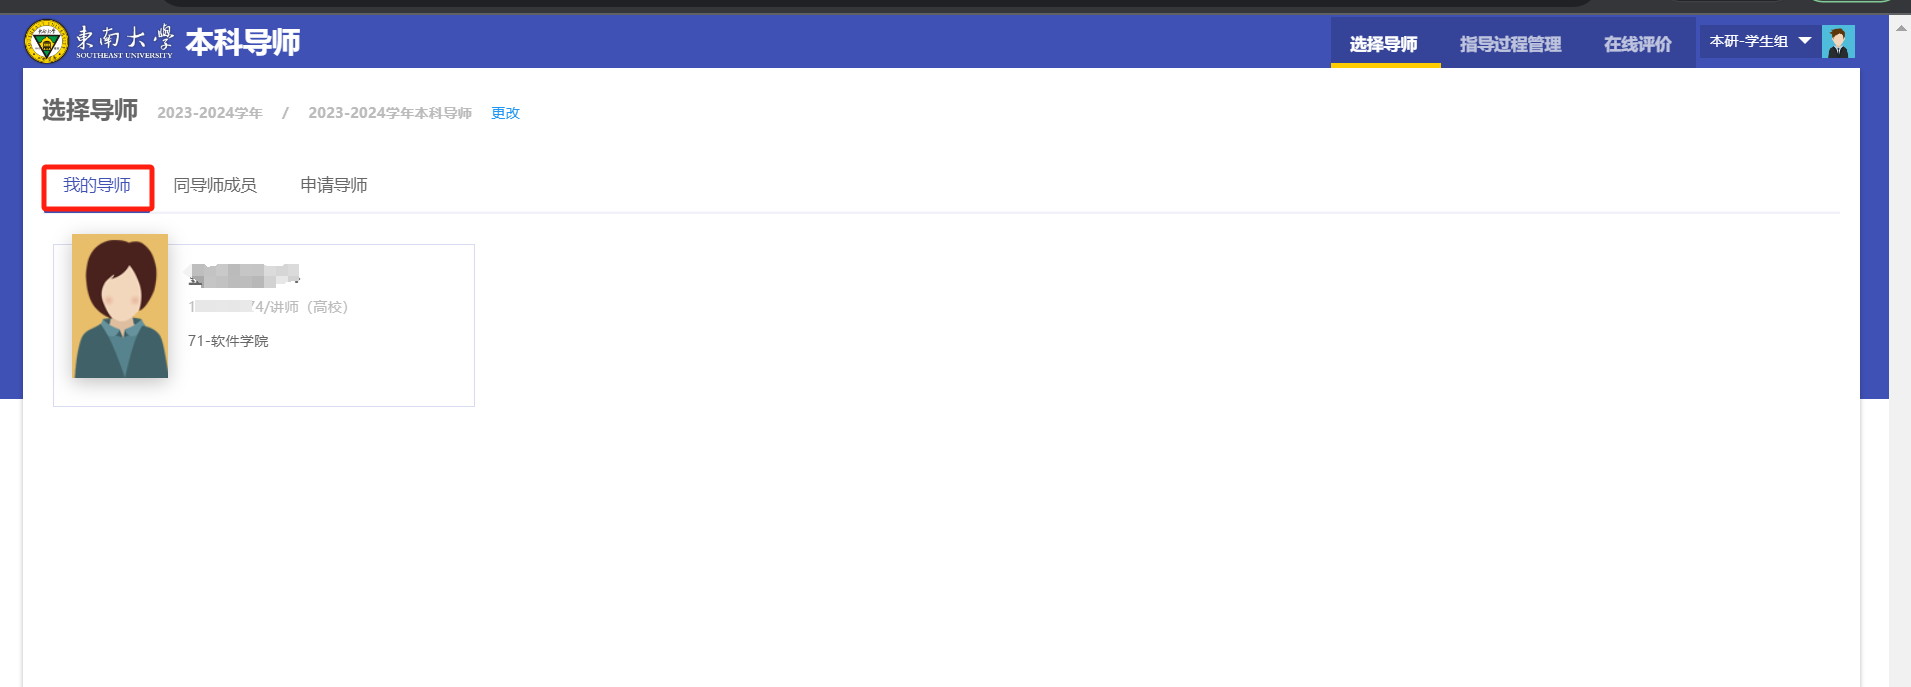 東南大學
SOUTHEAST UNIVERSITY
本科导师
选择导师 指导过程管理 在线评价 本研-学生组
选择导师 2023-2024学年 / 2023-2024学年本科导师 更改
我的导师 同导师成员 申请导师
讲师（高校）
71-软件学院